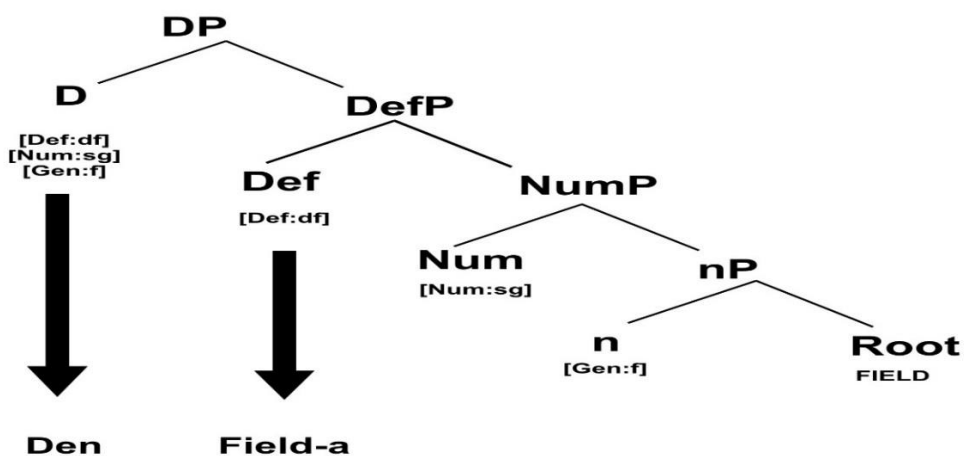 DP
D
DefP
[Def:df]
[Num:sg]
[Gen:f]
Def
NumP
[Def:df]
Num
nP
[Num:sg]
n
Root
[Gen:f]
FIELD
Den
Field-a